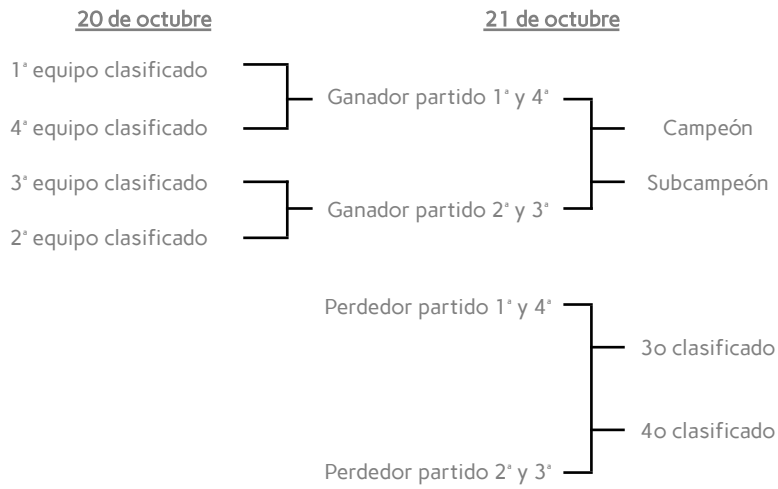 20 de octubre
21 de octubre
1ª equipo clasificado
4ª equipo clasificado
3ª equipo clasificado
2ª equipo clasificado
Ganador partido 1ª y 4ª
Ganador partido 2ª y 3ª
Campeón
Subcampeón
Perdedor partido 1ª y 4ª
Perdedor partido 2ª y 3ª
3o clasificado
4o clasificado